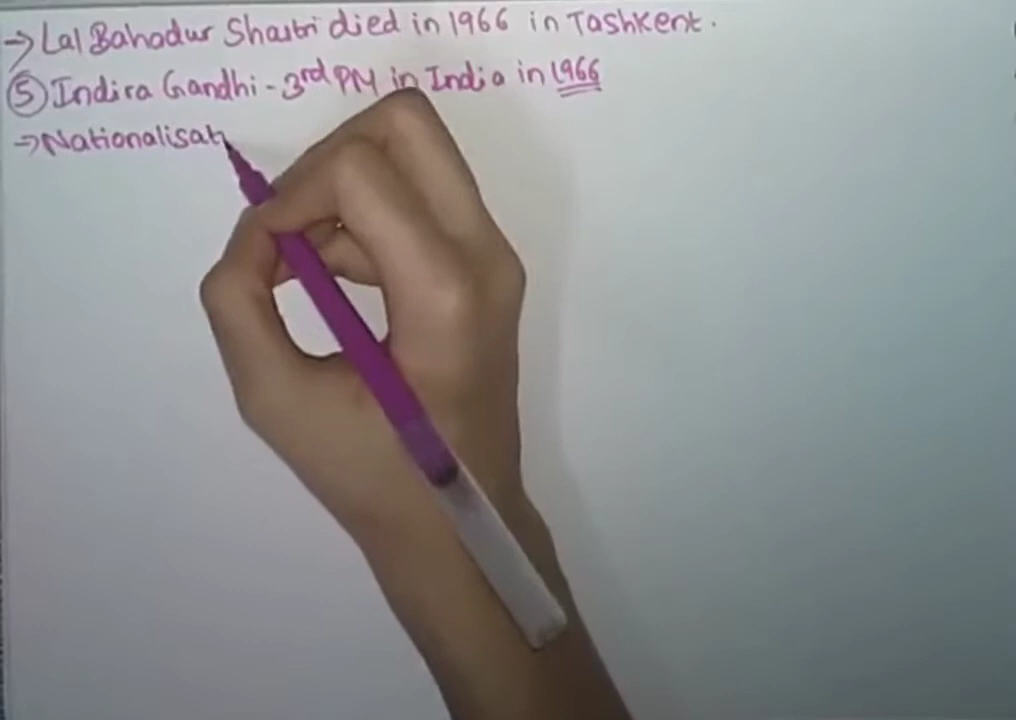 → Lal Bahadur Shastri died in 1966 in Tashkent.
⑤ Indira Gandhi - 3rd PM in India in 1966
→ Nationalisat